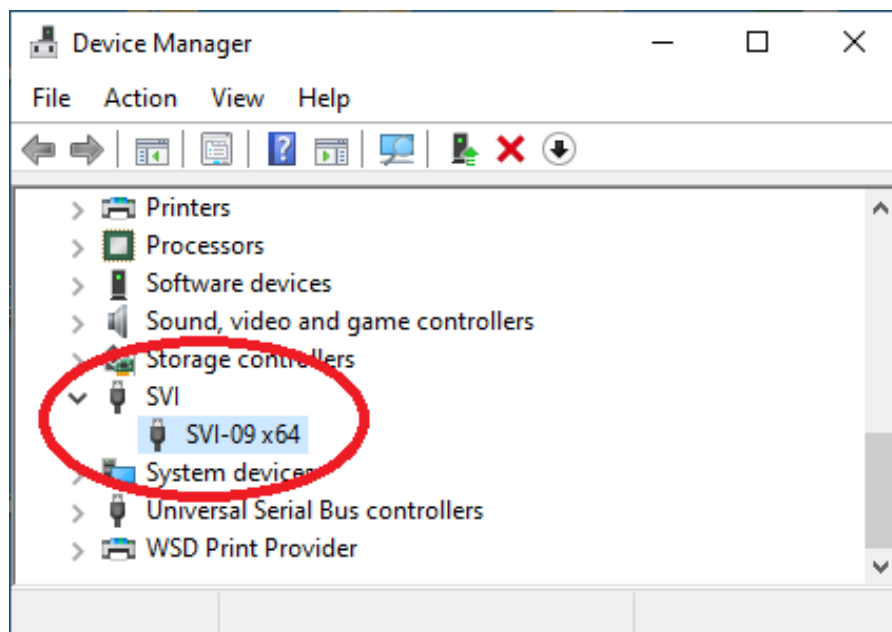 Device Manager
File Action View Help
Printers
Processors
Software devices
Sound, video and game controllers
Storage controllers
SVI
SVI-09 x64
System devices
Universal Serial Bus controllers
WSD Print Provider